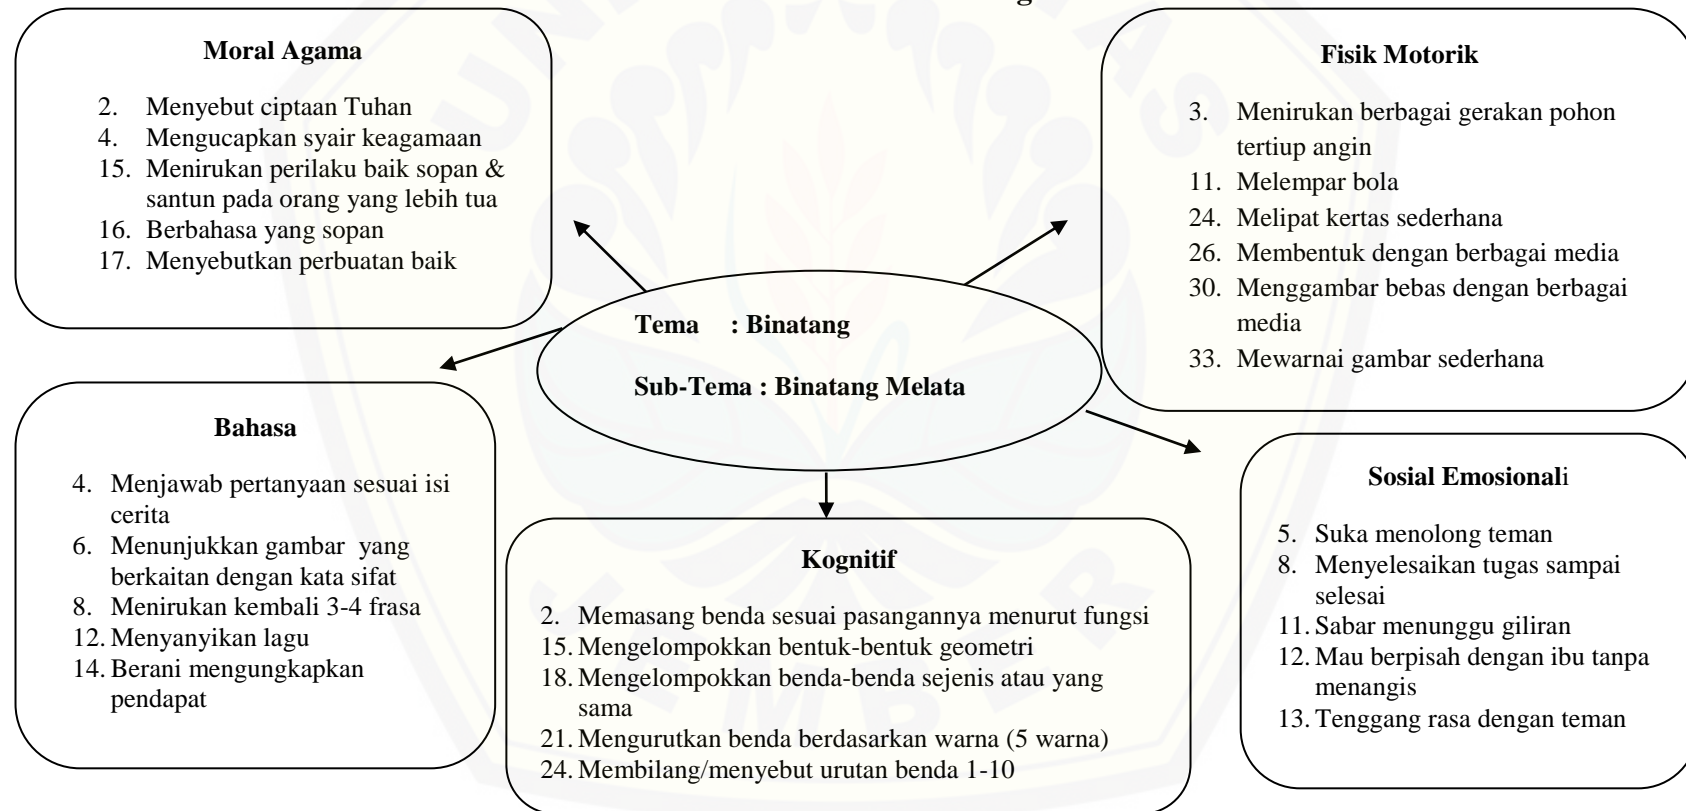 Moral Agama
2. Menyebut ciptaan Tuhan
4. Mengucapkan syair keagamaan
15. Menirukan perilaku baik sopan &
santun pada orang yang lebih tua
16. Berbahasa yang sopan
17. Menyebutkan perbuatan baik
Fisik Motorik
3. Menirukan berbagai gerakan pohon
tertiup angin
11. Melempar bola
24. Melipat kertas sederhana
26. Membentuk dengan berbagai media
30. Menggambar bebas dengan berbagai
media
33. Mewarnai gambar sederhana
Tema : Binatang
Sub-Tema : Binatang Melata
Bahasa
4. Menjawab pertanyaan sesuai isi
cerita
6. Menunjukkan gambar yang
berkaitan dengan kata sifat
8. Menirukan kembali 3-4 frasa
12. Menyanyikan lagu
14. Berani mengungkapkan
pendapat
Kognitif
2. Memasang benda sesuai pasangannya menurut fungsi
15. Mengelompokkan bentuk-bentuk geometri
18. Mengelompokkan benda-benda sejenis atau yang
sama
21. Mengurutkan benda berdasarkan warna (5 warna)
24. Membilang/menyebut urutan benda 1-10
Sosial Emosionali
5. Suka menolong teman
8. Menyelesaikan tugas sampai
selesai
11. Sabar menunggu giliran
12. Mau berpisah dengan ibu tanpa
menangis
13. Tenggang rasa dengan teman